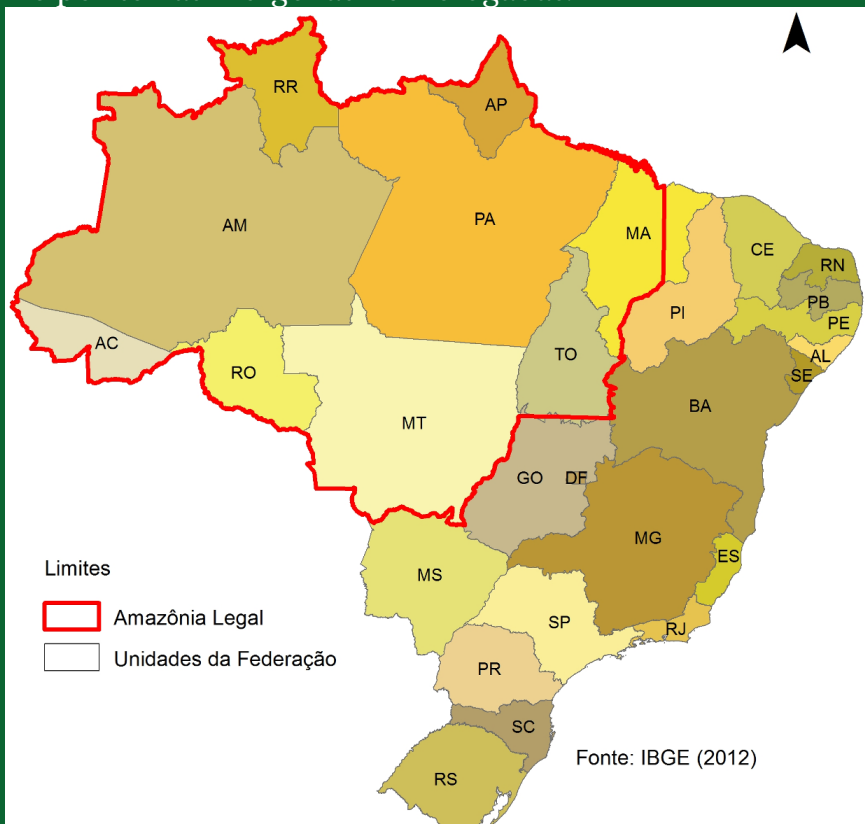 RR
AP
AM
PA
MA
CE
RN
PB
PI
PE
AC
TO
AL
RO
SE
BA
MT
GO
DF
MG
ES
MS
SP
RJ
PR
SC
RS
Limites
Amazônia Legal
Unidades da Federação
Fonte: IBGE (2012)